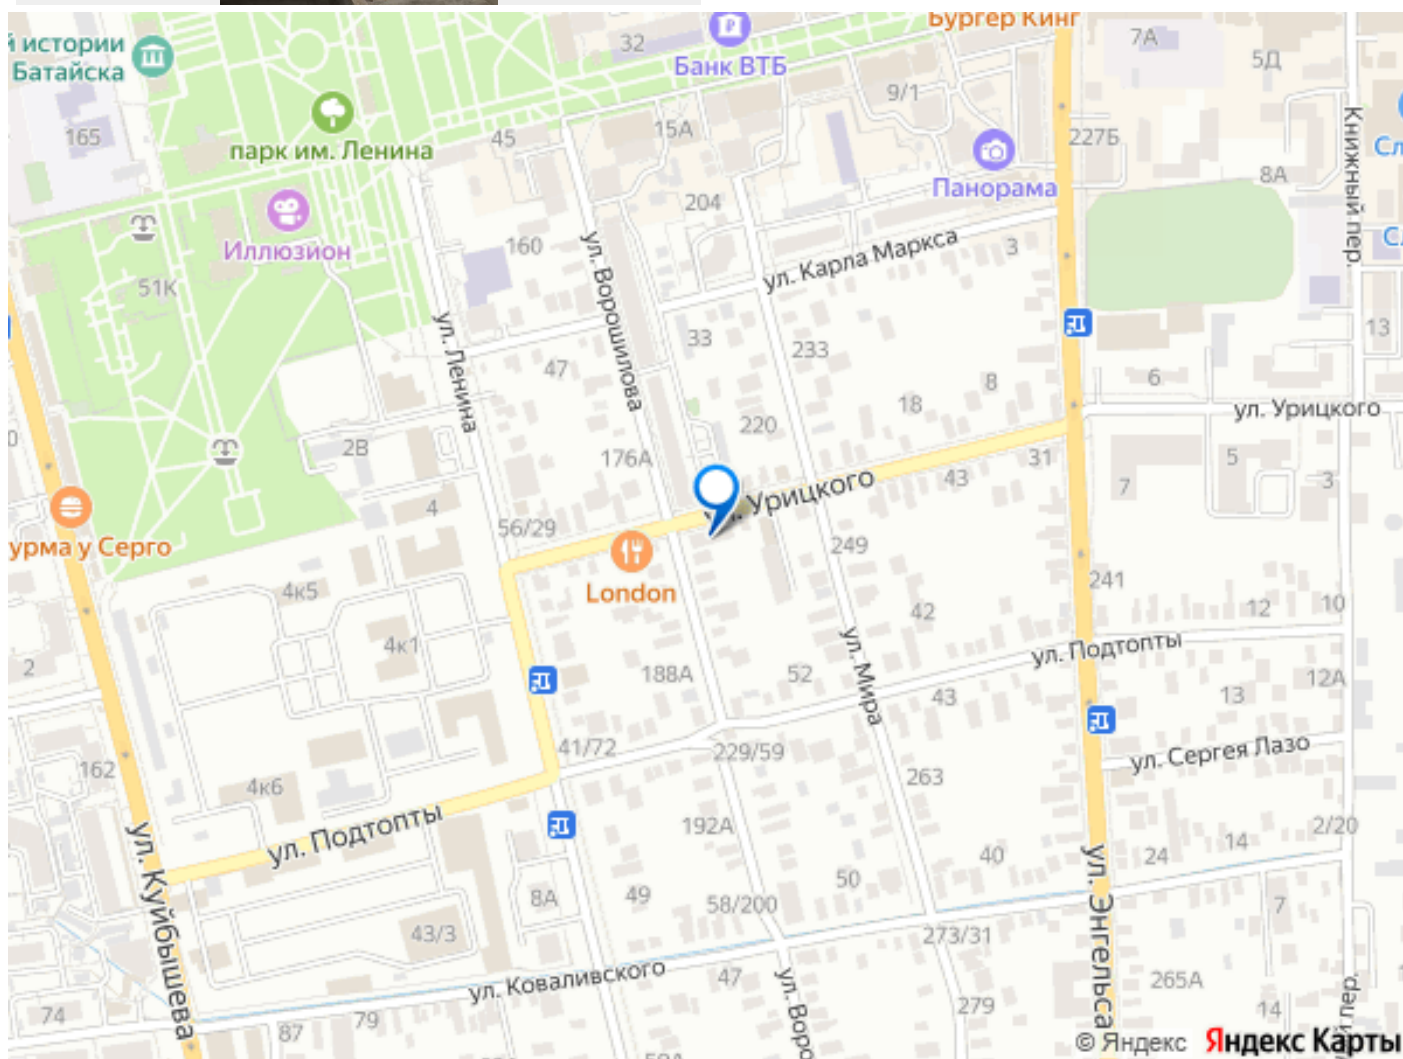 Бургер Кинг
й истории
Батайска
32
Банк ВТБ
7А
5Д
9/1
165
парк им. Ленина
45
15А
227Б
Книжный пер.
Сл
Панорама
8А
204
Иллюзион
160
ул. Ворошилова
ул. Карла Маркса
3
С
51К
ул. Ленина
33
233
13
47
8
6
18
ул. Урицкого
220
2В
176А
31
43
5
3
7
ул. Урицкого
4
56/29
урма у Серго
London
249
241
4к5
42
12
10
4к1
ул. Мира
ул. Подтопты
2
188А
52
43
13
12А
41/72
229/59
ул. Сергея Лазо
162
4к6
263
ул. Подтопты
192А
2/20
14
24
40
ул. Куйбышева
50
8А
49
58/200
7
ул. Энгельса
43/3
273/31
ул. Коваливского
47
265А
ул. Воро
279
14
й пер.
74
87
79
© Яндекс Яндекс Карты